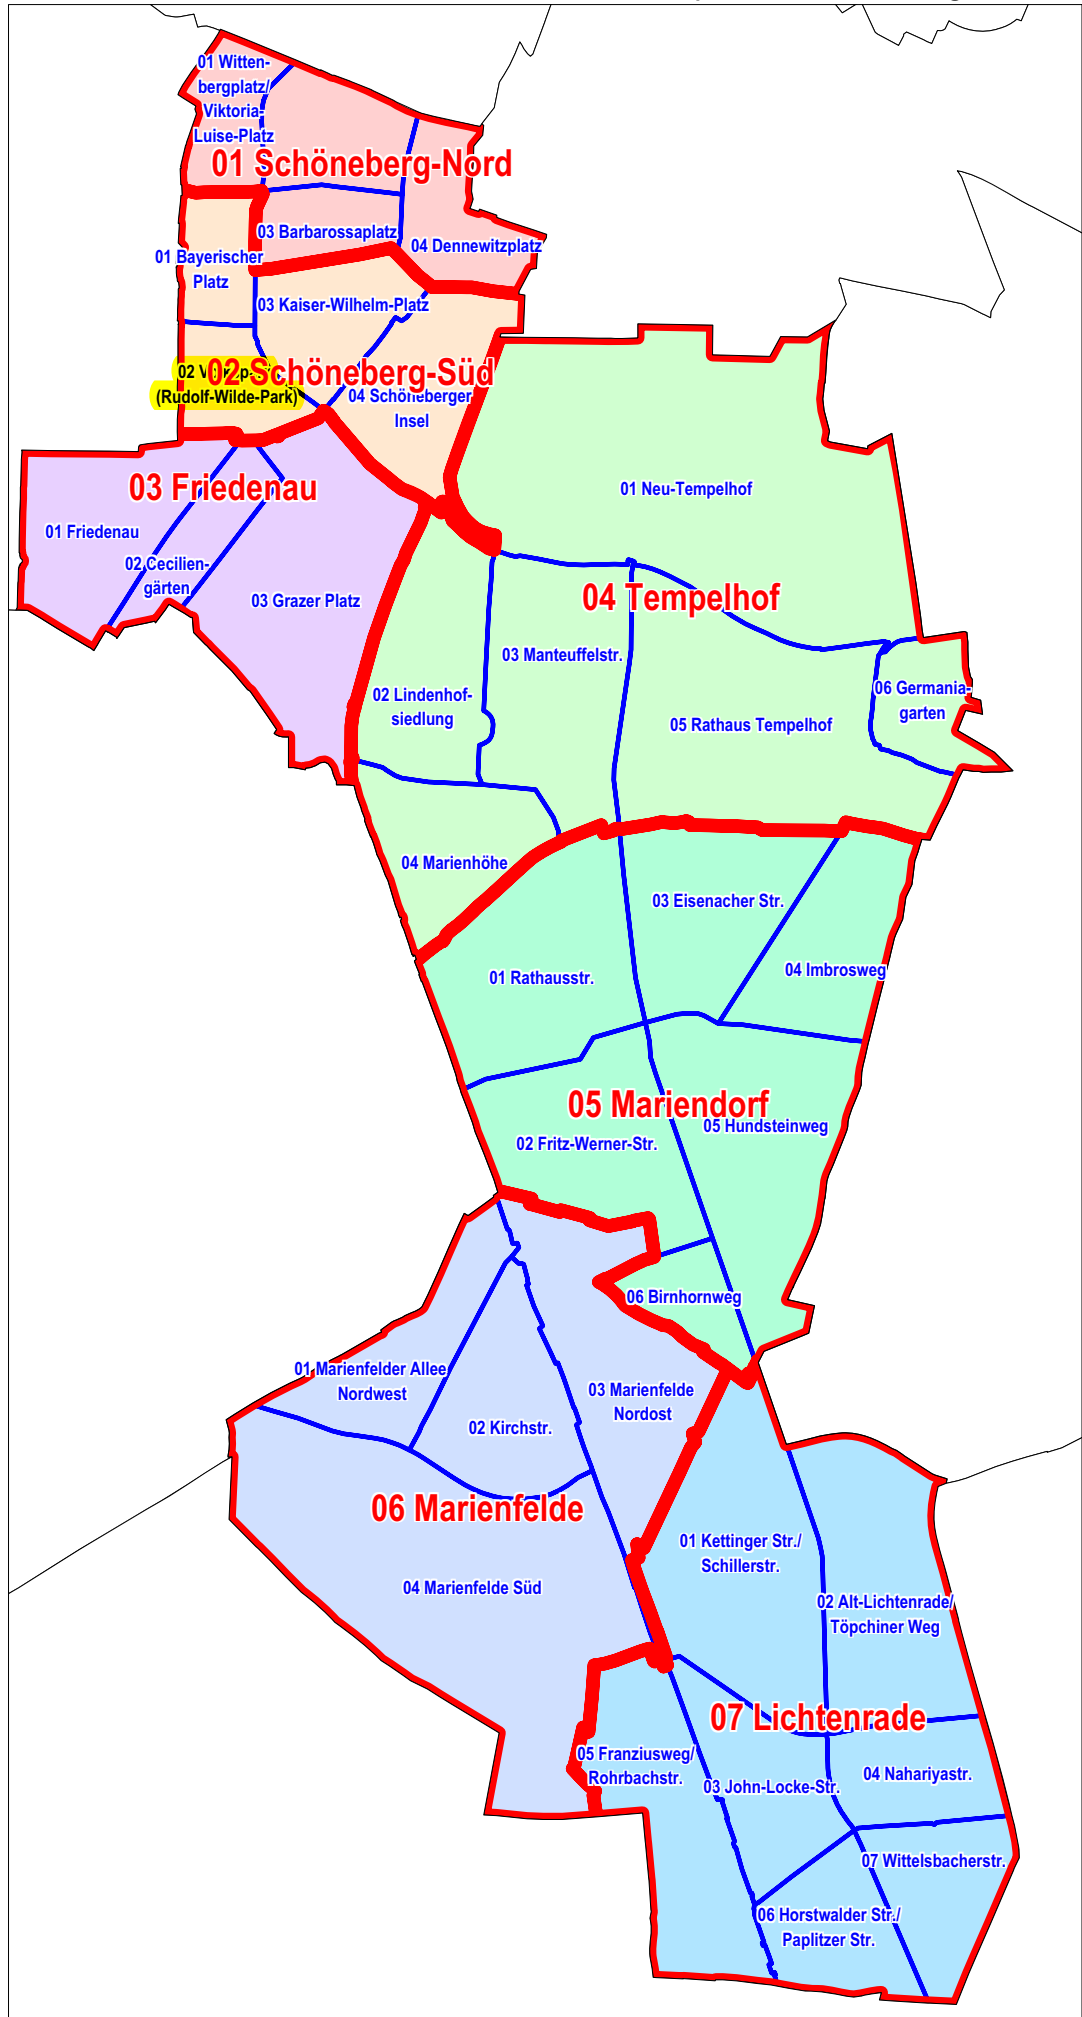 01 Witten-
bergplatz/
Viktoria-
Luise-Platz
01 Schöneberg-Nord
03 Barbarossaplatz
04 Dennewitzplatz
01 Bayerischer
Platz
03 Kaiser-Wilhelm-Platz
02
02 Schöneberg-Süd
(Rudolf-Wilde-Park)
04 Schöneberger
Insel
03 Friedenau
01 Friedenau
02 Cecilien-
gärten
03 Grazer Platz
01 Neu-Tempelhof
04 Tempelhof
03 Manteuffelstr.
02 Lindenhof-
siedlung
06 Germania-
garten
05 Rathaus Tempelhof
04 Marienhöhe
03 Eisenacher Str.
01 Rathausstr.
04 Imbrosweg
05 Mariendorf
05 Hundsteinweg
02 Fritz-Werner-Str.
06 Birnhornweg
01 Marienfelder Allee
Nordwest
03 Marienfelde
Nordost
02 Kirchstr.
06 Marienfelde
04 Marienfelde Süd
01 Kettinger Str./
Schillerstr.
02 Alt-Lichtenrade/
Töpchiner Weg
07 Lichtenrade
05 Franziusweg/
Rohrbachstr.
03 John-Locke-Str.
04 Nahariyastr.
07 Wittelsbacherstr.
06 Horstwalder Str./
Paplitzer Str.